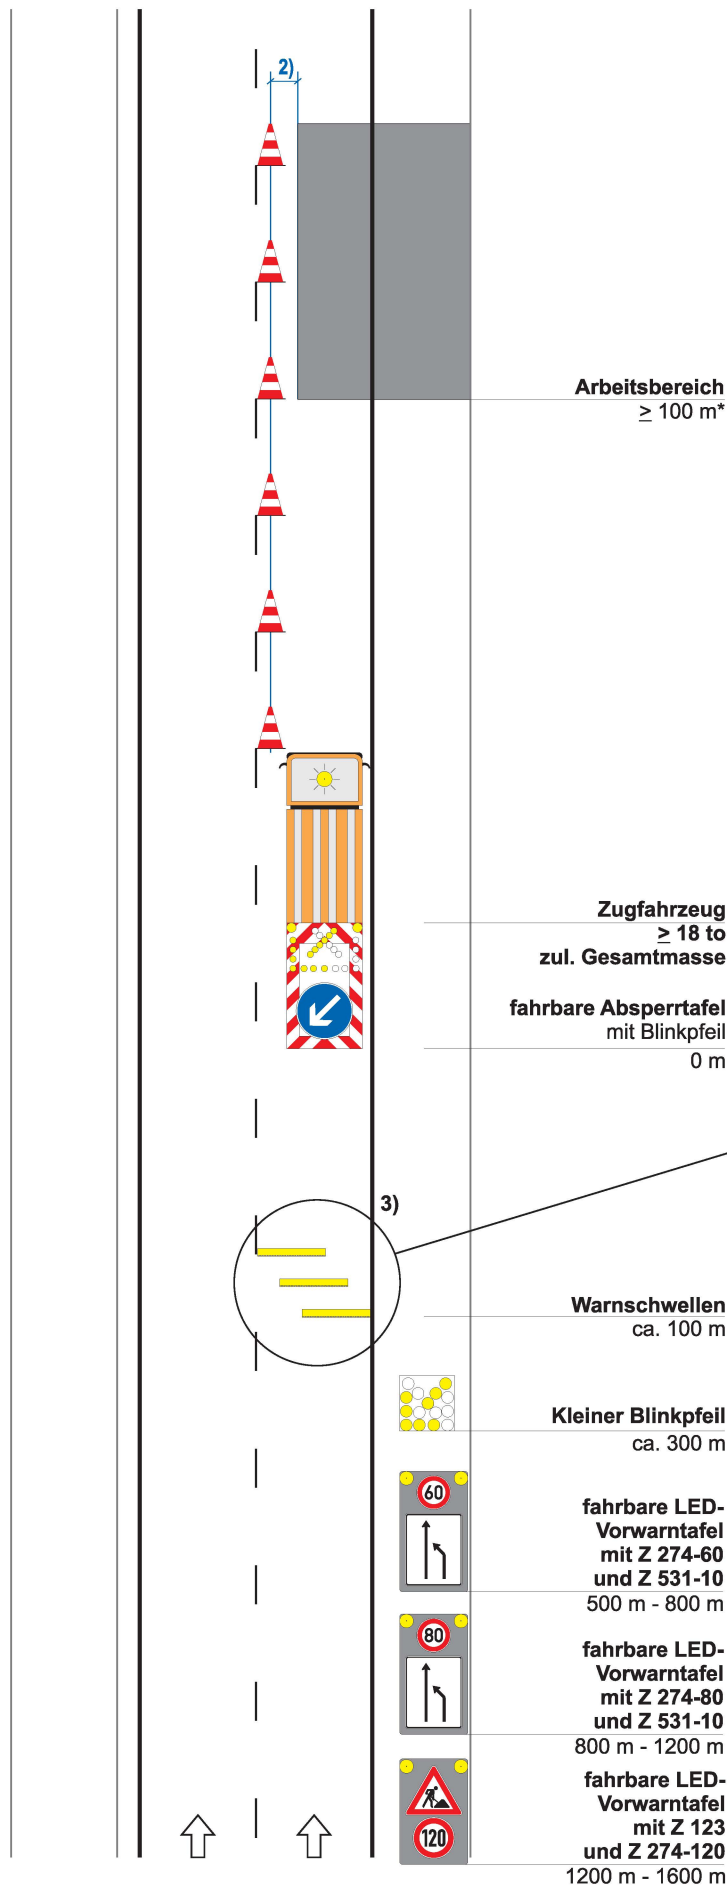 2)
Arbeitsbereich
≥ 100 m*
Zugfahrzeug
≥ 18 to
zul. Gesamtmasse
fahrbare Absperrtafel
mit Blinkpfeil
0 m
3)
Warnschwellen
ca. 100 m
Kleiner Blinkpfeil
ca. 300 m
60
fahrbare LED-
Vorwarntafel
mit Z 274-60
und Z 531-10
500 m - 800 m
80
fahrbare LED-
Vorwarntafel
mit Z 274-80
und Z 531-10
800 m - 1200 m
fahrbare LED-
Vorwarntafel
mit Z 123
120
und Z 274-120
1200 m - 1600 m